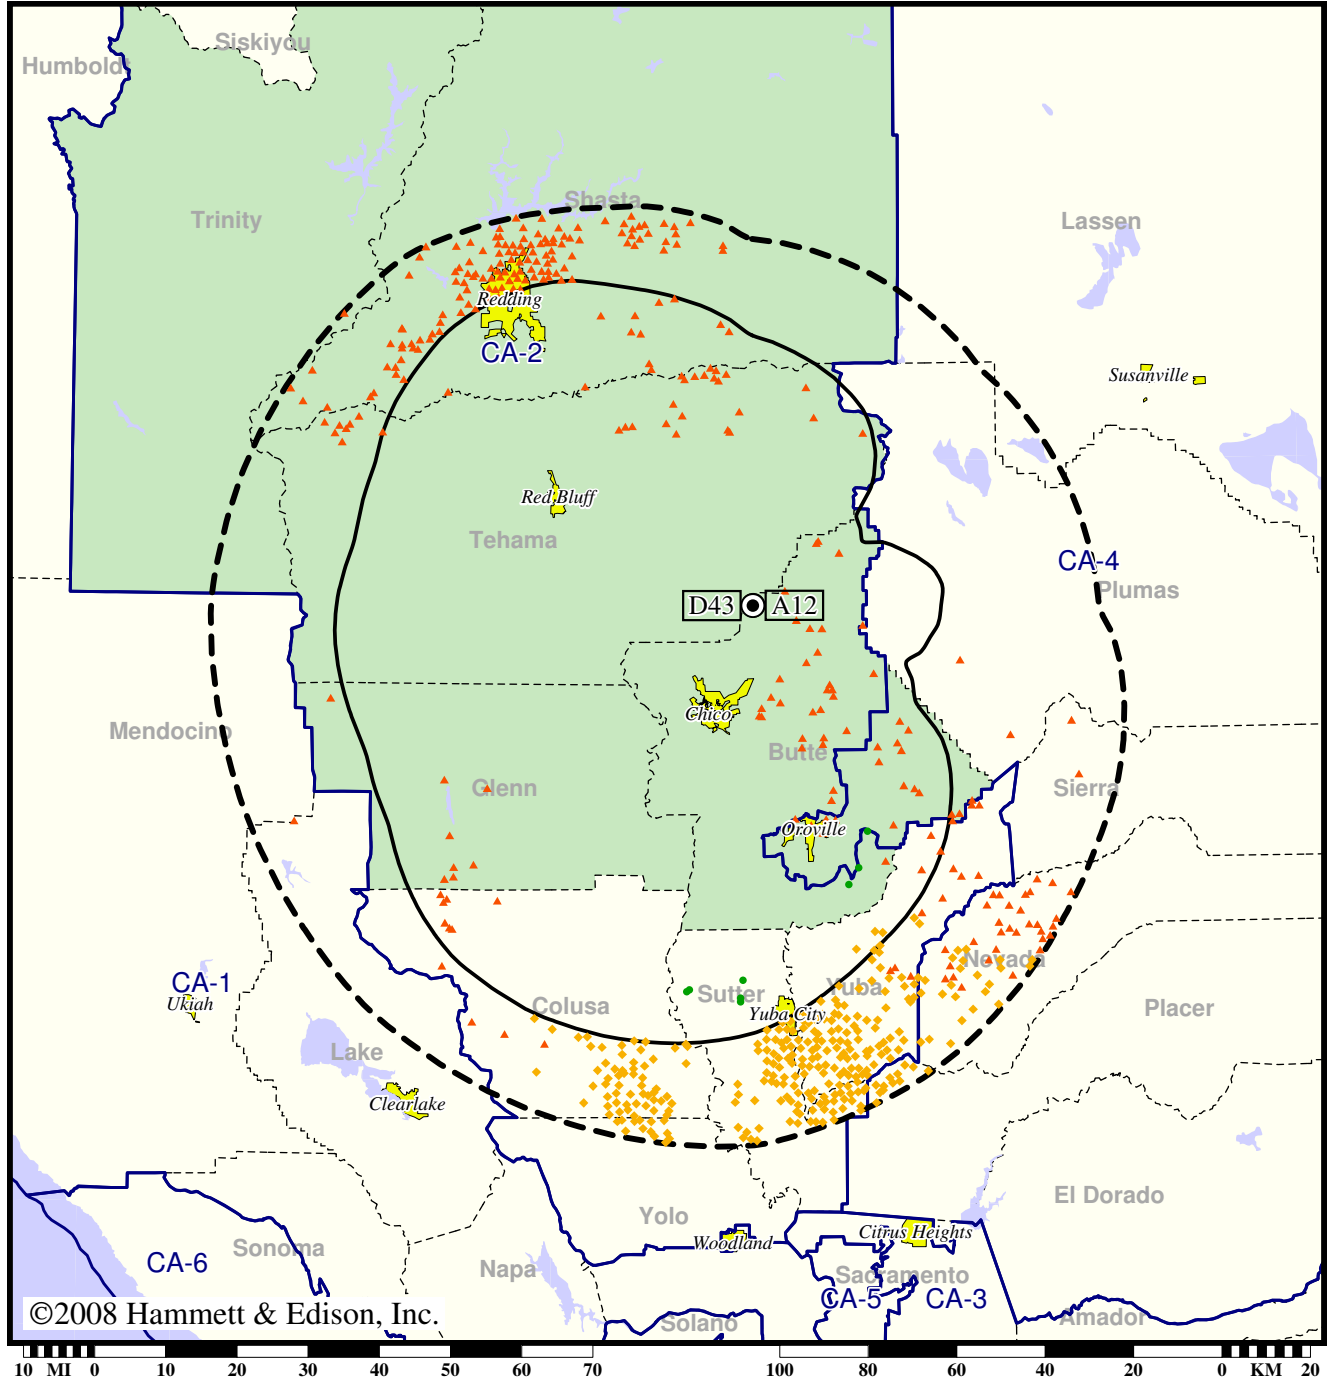 Siskiyou
Humboldt
Shasta
Trinity
Lassen
Redding
CA-2
Susanville
Red Bluff
Tehama
CA-4
Plumas
D43
A12
Chico
Mendocino
Butte
Glenn
Sierra
Oroville
Nevada
CA-1
Ukiah
Colusa
Sutter
Yuba
Yuba City
Placer
Lake
Clearlake
El Dorado
Yolo
Woodland
Citrus Heights
Sonoma
CA-6
Napa
Sacramento
CA-5
CA-3
©2008 Hammett & Edison, Inc.
Solano
Amador
10 MI 0 10 20 30 40 50 60 70 100 80 60 40 20 0 KM 20